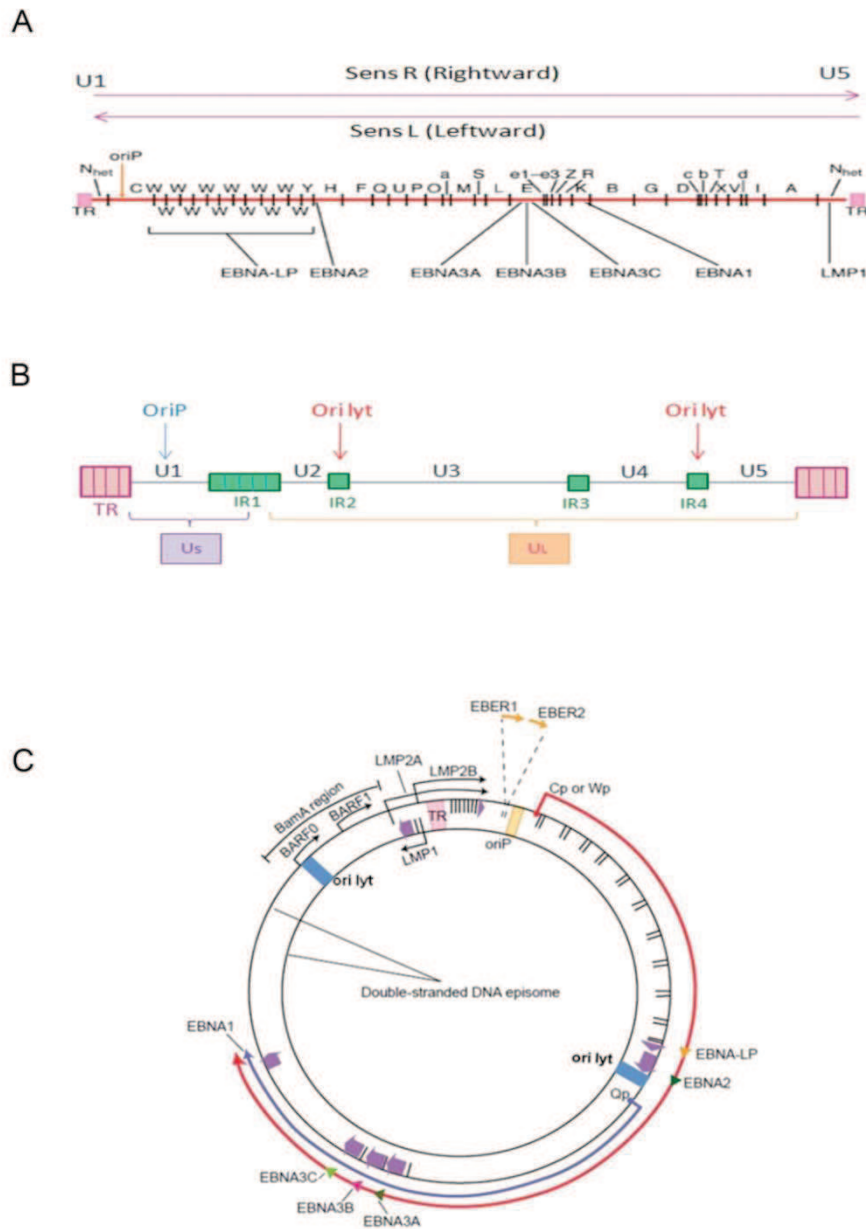 A
U1 Sens R (Rightward) U5
Sens L (Leftward)
Nhet oriP a S e1–e3 Z R c b T d Nhet
C W W W W W W W Y H F Q U P O M L E K B G D X V I A
TR W W W W W W TR
EBNA-LP EBNA2 EBNA3A EBNA3B EBNA3C EBNA1 LMP1
B
OriP Ori lyt Ori lyt
U1 U2 U3 U4 U5
TR IR1 IR2 IR3 IR4
Us UL
C
EBER1 EBER2
LMP2A
LMP2B
Cp or Wp
BamA region
BARF1
BARF0
TR
LMP1
oriP
ori lyt
Double-stranded DNA episome
EBNA1
ori lyt
EBNA-LP
EBNA2
Qp
EBNA3C
EBNA3B
EBNA3A